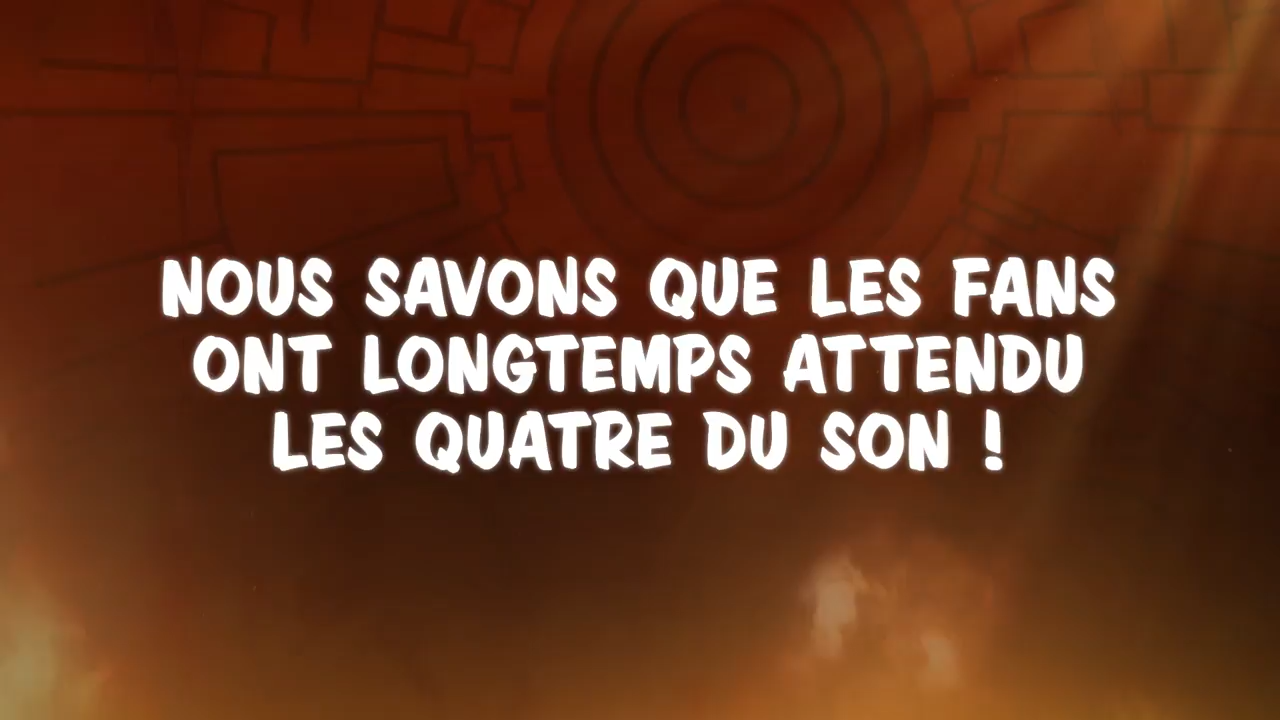 NOUS SAVONS QUE LES FANS
ONT LONGTEMPS ATTENDU
LES QUATRE DU SON !